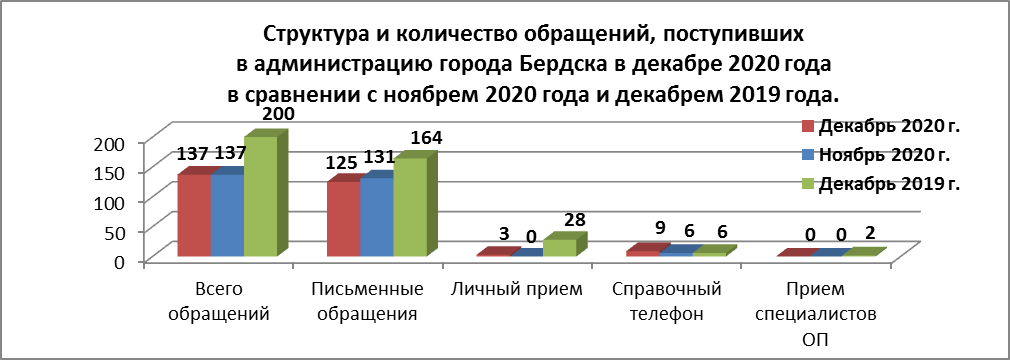 Структура и количество обращений, поступивших
в администрацию города Бердска в декабре 2020 года
в сравнении с ноябрем 2020 года и декабрем 2019 года.
Декабрь 2020 г.
Ноябрь 2020 г.
Декабрь 2019 г.
200
150
100
50
0
137 137 200
125 131 164
3 0 28
9 6 6
0 0 2
Всего
обращений
Письменные
обращения
Личный прием
Справочный
телефон
Прием
специалистов
ОП